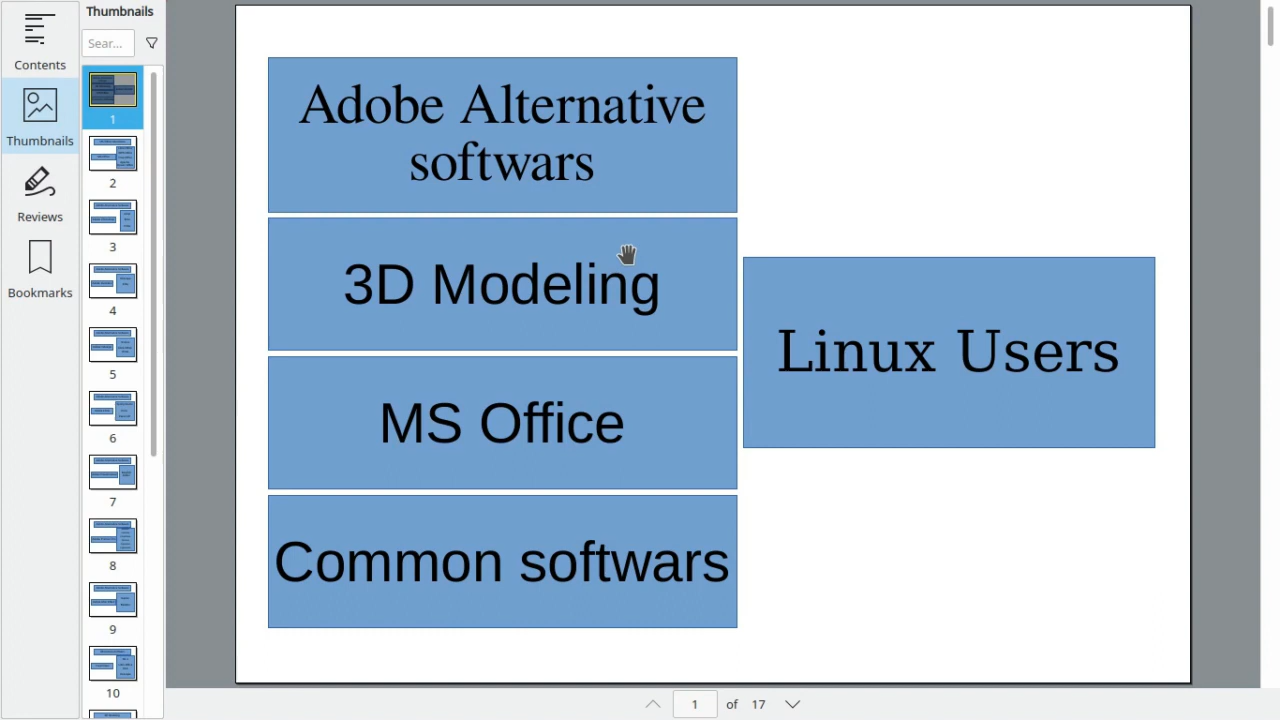 Thumbnails
Sear...
Contents
Thumbnails
Reviews
Bookmarks
1
2
3
4
5
6
7
8
9
10
Adobe Alternative
softwars
3D Modeling
MS Office
Common softwars
Linux Users
1 of 17